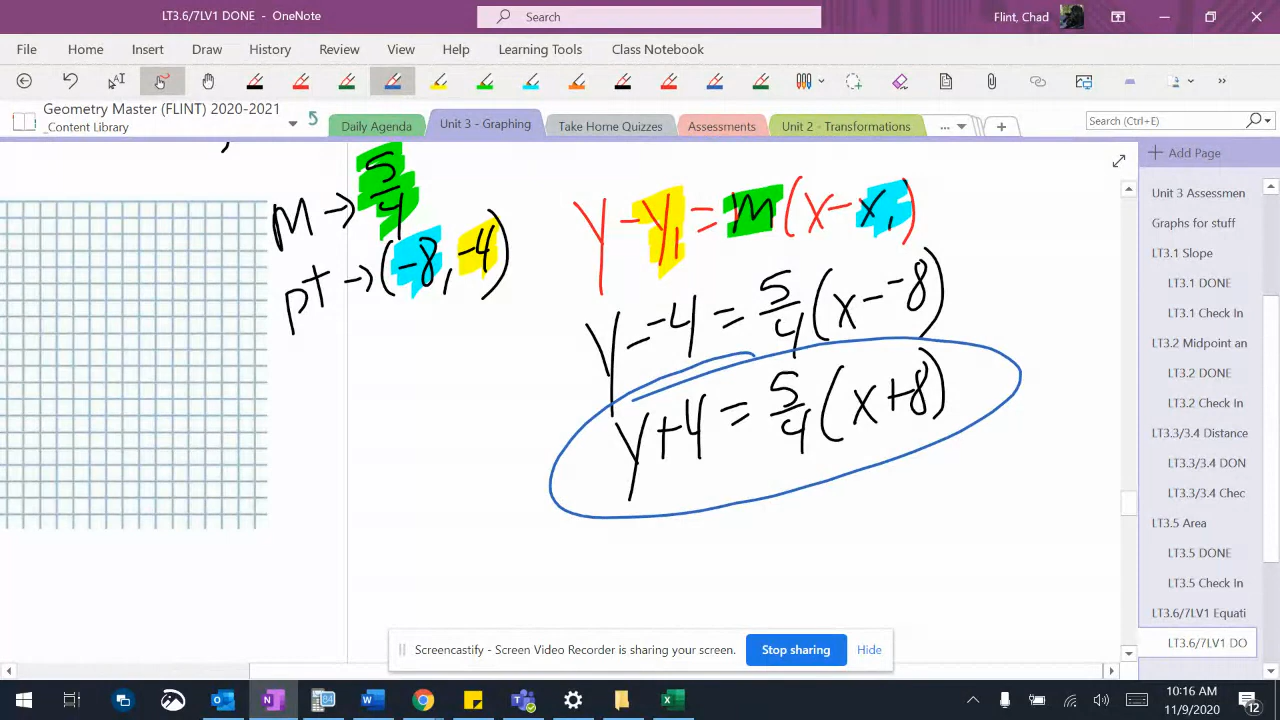 LT3.6/7LV1 DONE - OneNote
Search
Flint, Chad
File Home Insert Draw History Review View Help Learning Tools Class Notebook
Geometry Master (FLINT) 2020-2021
_Content Library
Daily Agenda
Unit 3 - Graphing
Take Home Quizzes
Assessments
Unit 2 - Transformations
...
Search (Ctrl+E)
Add Page
Unit 3 Assessmen
Graphs for stuff
LT3.1 Slope
LT3.1 DONE
LT3.1 Check In
LT3.2 Midpoint an
LT3.2 DONE
LT3.2 Check In
LT3.3/3.4 Distance
LT3.3/3.4 DON
LT3.3/3.4 Chec
LT3.5 Area
LT3.5 DONE
LT3.5 Check In
LT3.6/7LV1 Equati
LT3.6/7LV1 DO
m → 5/4
pt → (-8, -4)
y - y₁ = m(x - x₁)
y - -4 = 5/4(x - -8)
y+4 = 5/4(x+8)
Screencastify - Screen Video Recorder is sharing your screen.
Stop sharing
Hide
10:16 AM
11/9/2020
12